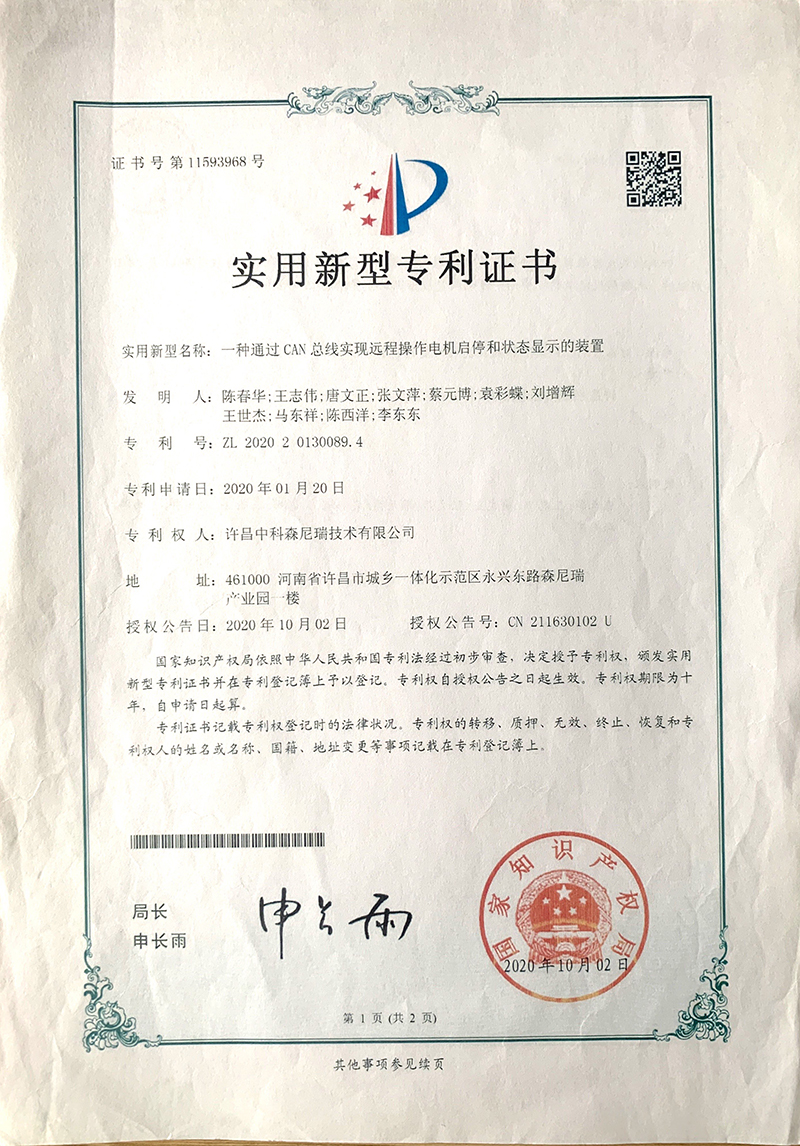 证书号第11593968号
实用新型专利证书
实用新型名称：一种通过CAN总线实现远程操作电机启停和状态显示的装置
发明人：陈春华;王志伟;唐文正;张文萍;蔡元博;袁彩蝶;刘增辉
王世杰;马东祥;陈西洋;李东东
专利号：ZL 2020 2 0130089.4
专利申请日：2020年01月20日
专利权人：许昌中科森尼瑞技术有限公司
地址：461000 河南省许昌市城乡一体化示范区永兴东路森尼瑞
产业园一楼
授权公告日：2020年10月02日 授权公告号：CN 211630102 U
国家知识产权局依照中华人民共和国专利法经过初步审查，决定授予专利权，颁发实用
新型专利证书并在专利登记簿上予以登记。专利权自授权公告之日起生效。专利权期限为十
年，自申请日起算。
专利证书记载专利权登记时的法律状况。专利权的转移、质押、无效、终止、恢复和专
利权人的姓名或名称、国籍、地址变更等事项记载在专利登记簿上。
局长
申长雨
申长雨
国家知识产权局
2020年10月02日
第 1 页 (共 2 页)
其他事项参见续页